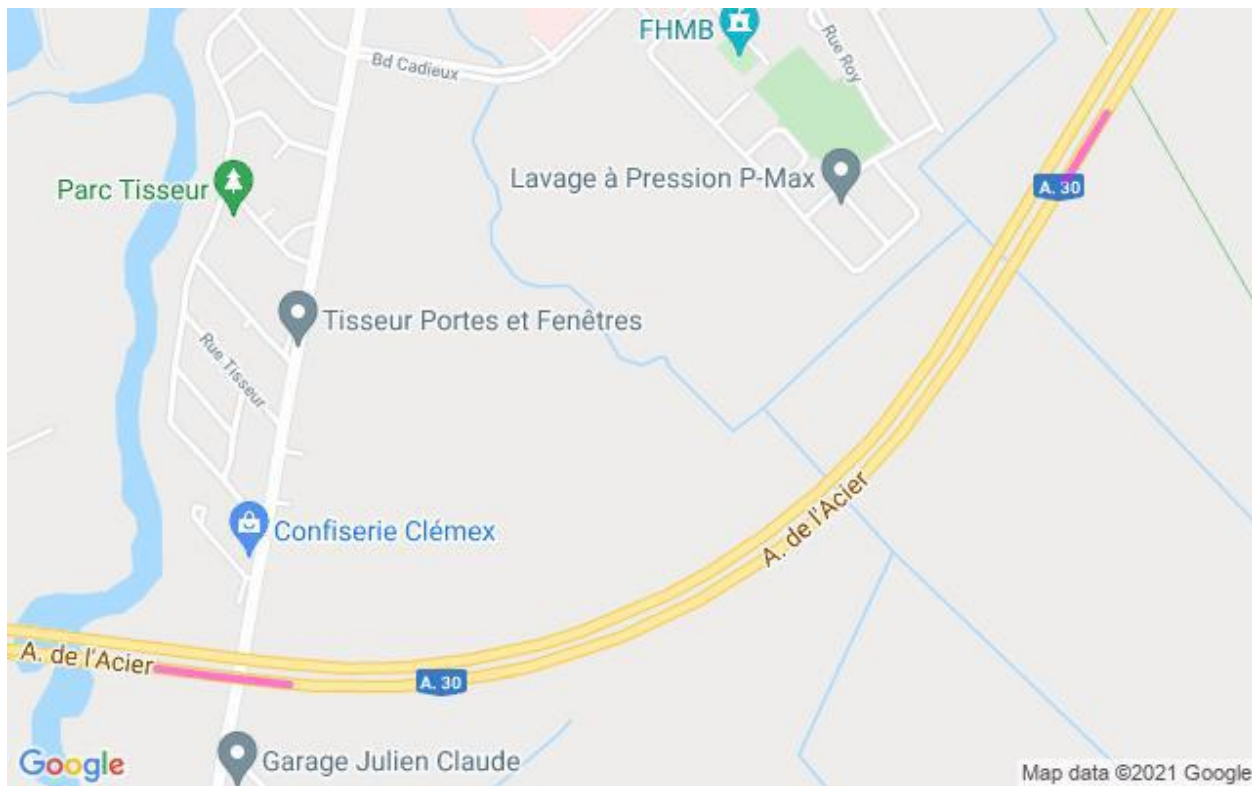 FHMB
Bd Cadieux
Rue Roy
Parc Tisseur
Lavage à Pression P-Max
A. 30
Tisseur Portes et Fenêtres
Rue Tisseur
Confiserie Clémex
A. de l'Acier
A. de l'Acier
A. 30
Garage Julien Claude
Google
Map data ©2021 Google